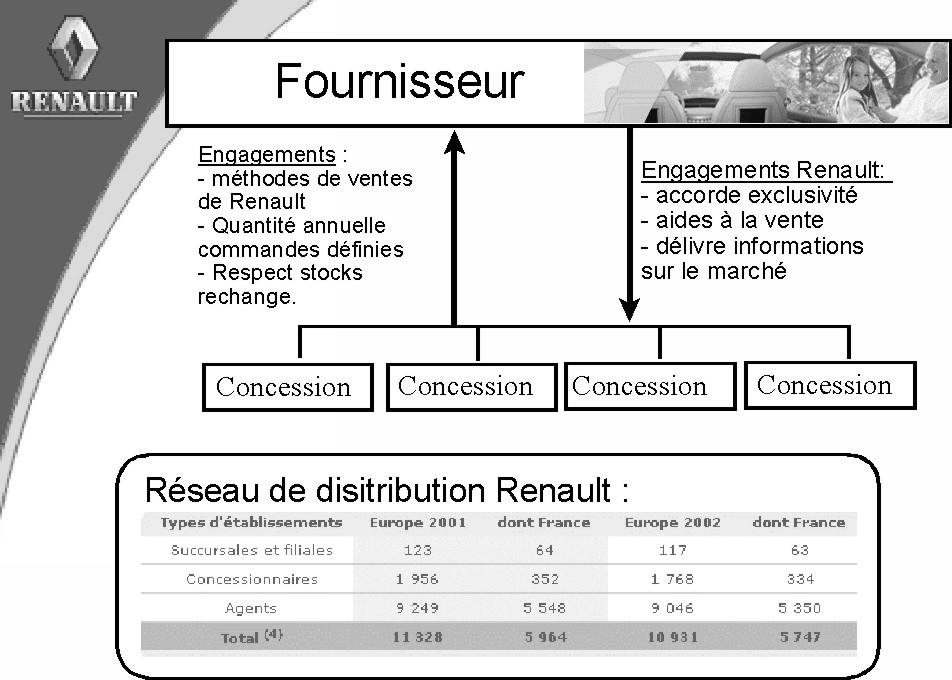 RENAULT
Fournisseur
Engagements :
- méthodes de ventes
de Renault
- Quantité annuelle
commandes définies
- Respect stocks
rechange.
Engagements Renault:
- accorde exclusivité
- aides à la vente
- délivre informations
sur le marché
Concession Concession Concession Concession
Réseau de disitribution Renault :
Types d'établissements Europe 2001 dont France Europe 2002 dont France
Succursales et filiales 123 64 117 63
Concessionnaires 1 956 352 1 768 334
Agents 9 249 5 548 9 046 5 350
Total (4) 11 328 5 964 10 931 5 747